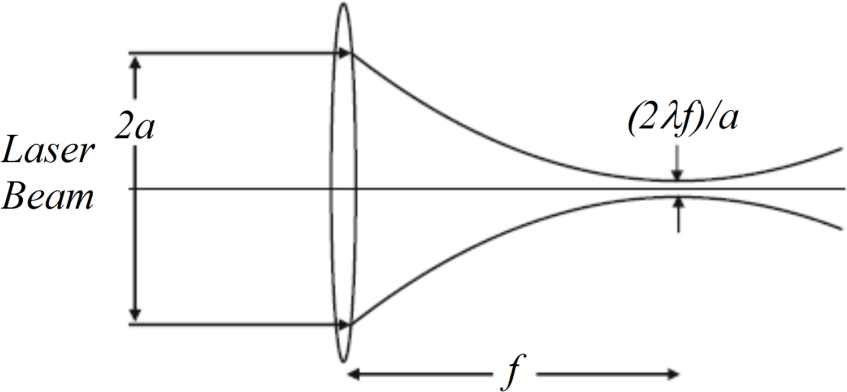 2a
(2λf)/a
Laser
Beam
f